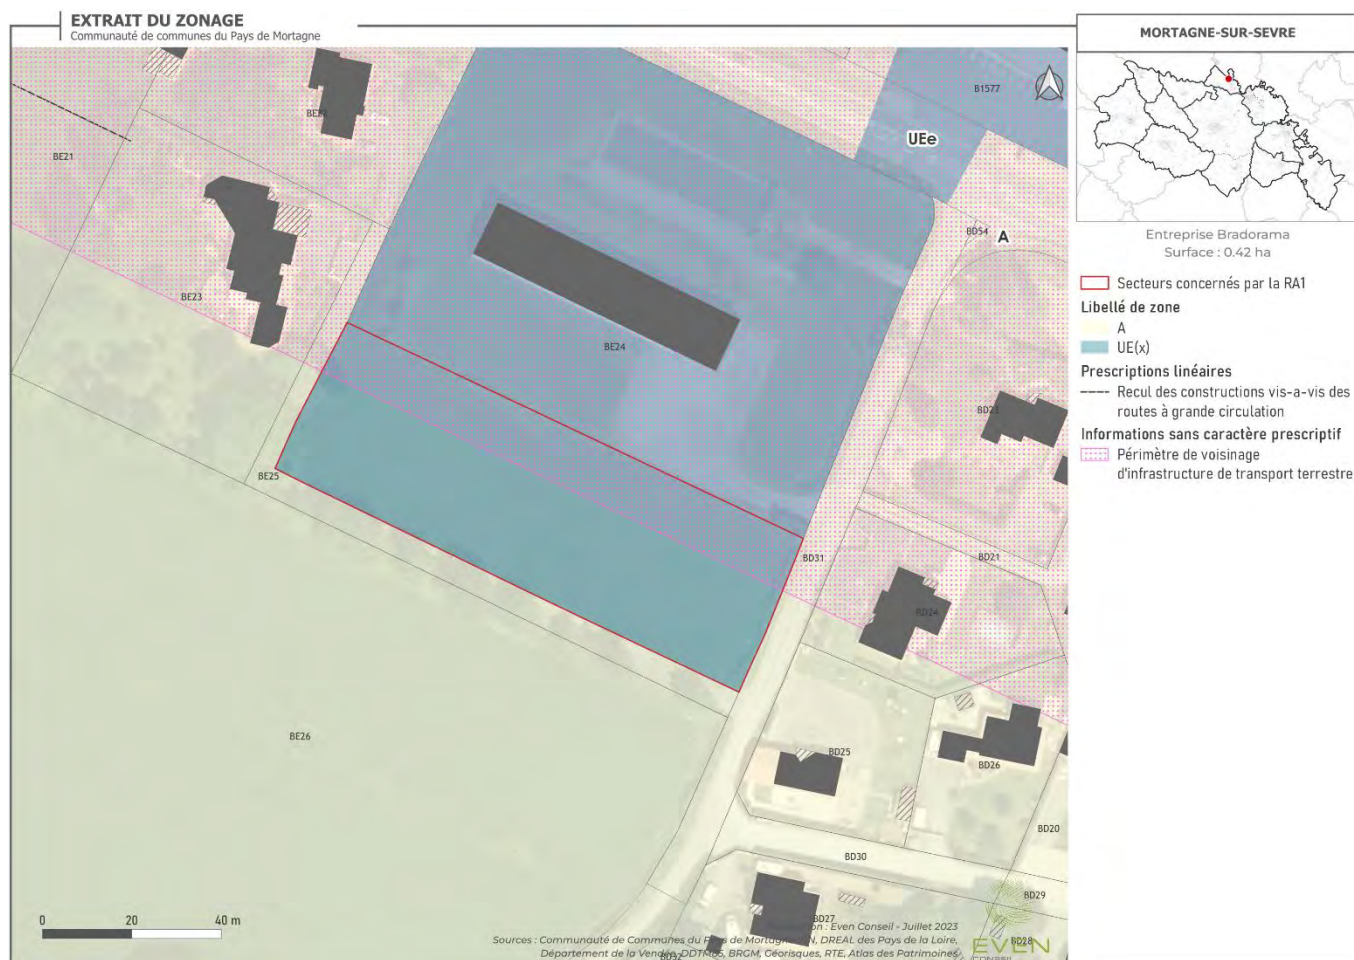 EXTRAIT DU ZONAGE
Communauté de communes du Pays de Mortagne
MORTAGNE-SUR-SEVRE
Entreprise Bradorama
Surface : 0.42 ha
Secteurs concernés par la RA1
Libellé de zone
A
UE(x)
Prescriptions linéaires
Recul des constructions vis-a-vis des
routes à grande circulation
Informations sans caractère prescriptif
Périmètre de voisinage
d'infrastructure de transport terrestre
B1577
UEe
BE22
BE21
BD54
A
BE23
BE24
BD23
BE25
BD31
BD21
BD24
BE26
BD25
BD26
BD20
BD30
BD29
BD27
BD28
BD32
0 20 40 m
: Even Conseil - Juillet 2023
Sources : Communauté de Communes du Pays de Mortagne, DREAL des Pays de la Loire,
Département de la Vendée, BRGM, Géorisques, RTE, Atlas des Patrimoines
EVEN
CONSEIL